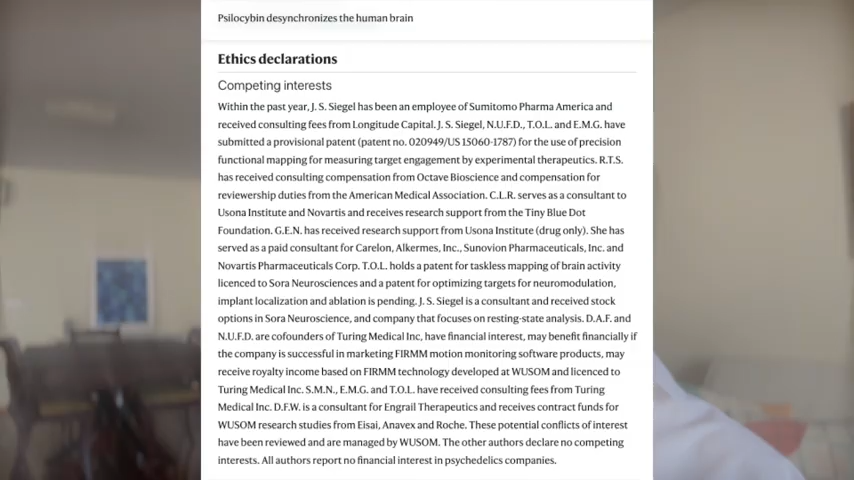 Psilocybin desynchronizes the human brain
Ethics declarations
Competing interests
Within the past year, J. S. Siegel has been an employee of Sumitomo Pharma America and
received consulting fees from Longitude Capital. J. S. Siegel, N.U.F.D., T.O.L. and E.M.G. have
submitted a provisional patent (patent no. 020949/US 15060-1787) for the use of precision
functional mapping for measuring target engagement by experimental therapeutics. R.T.S.
has received consulting compensation from Octave Bioscience and compensation for
reviewership duties from the American Medical Association. C.L.R. serves as a consultant to
Usona Institute and Novartis and receives research support from the Tiny Blue Dot
Foundation. G.E.N. has received research support from Usona Institute (drug only). She has
served as a paid consultant for Carelon, Alkermes, Inc., Sunovion Pharmaceuticals, Inc. and
Novartis Pharmaceuticals Corp. T.O.L. holds a patent for taskless mapping of brain activity
licenced to Sora Neurosciences and a patent for optimizing targets for neuromodulation,
implant localization and ablation is pending. J. S. Siegel is a consultant and received stock
options in Sora Neuroscience, and company that focuses on resting-state analysis. D.A.F. and
N.U.F.D. are cofounders of Turing Medical Inc, have financial interest, may benefit financially if
the company is successful in marketing FIRMM motion monitoring software products, may
receive royalty income based on FIRMM technology developed at WUSOM and licenced to
Turing Medical Inc. S.M.N., E.M.G. and T.O.L. have received consulting fees from Turing
Medical Inc. D.F.W. is a consultant for Engrail Therapeutics and receives contract funds for
WUSOM research studies from Eisai, Anavex and Roche. These potential conflicts of interest
have been reviewed and are managed by WUSOM. The other authors declare no competing
interests. All authors report no financial interest in psychedelics companies.